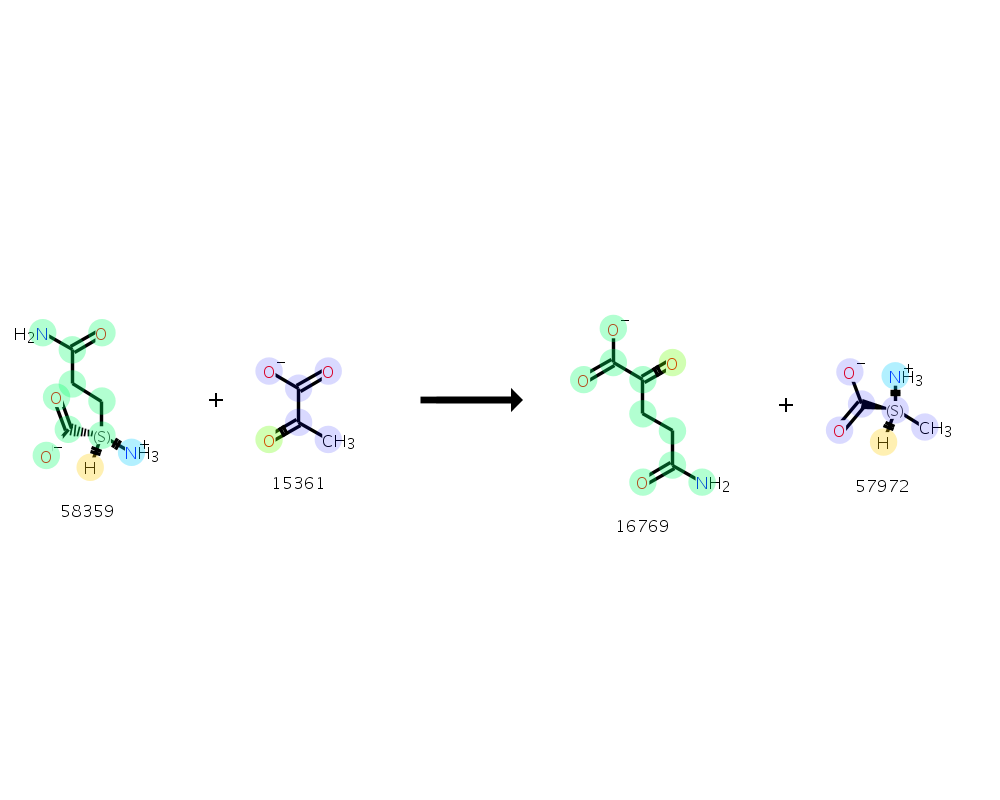 H2N O
O
O− (S) NH3+
H
58359
+
O− O
O CH3
15361
O−
O O
O NH2
16769
+
O− NH3+
(S)
O H CH3
57972